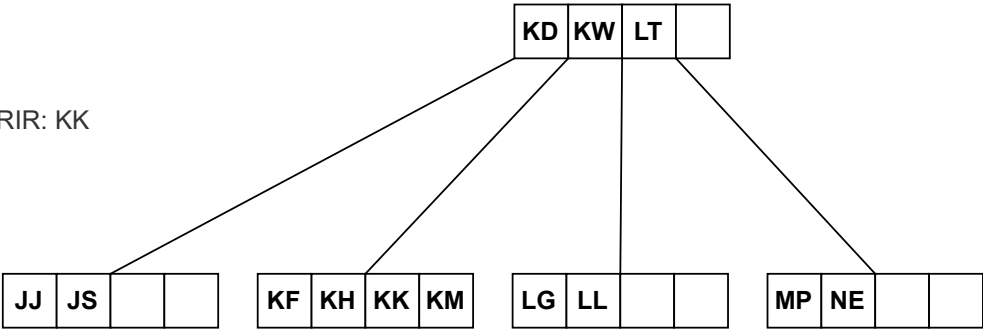 KD KW LT
RIR: KK
JJ JS KF KH KK KM LG LL MP NE